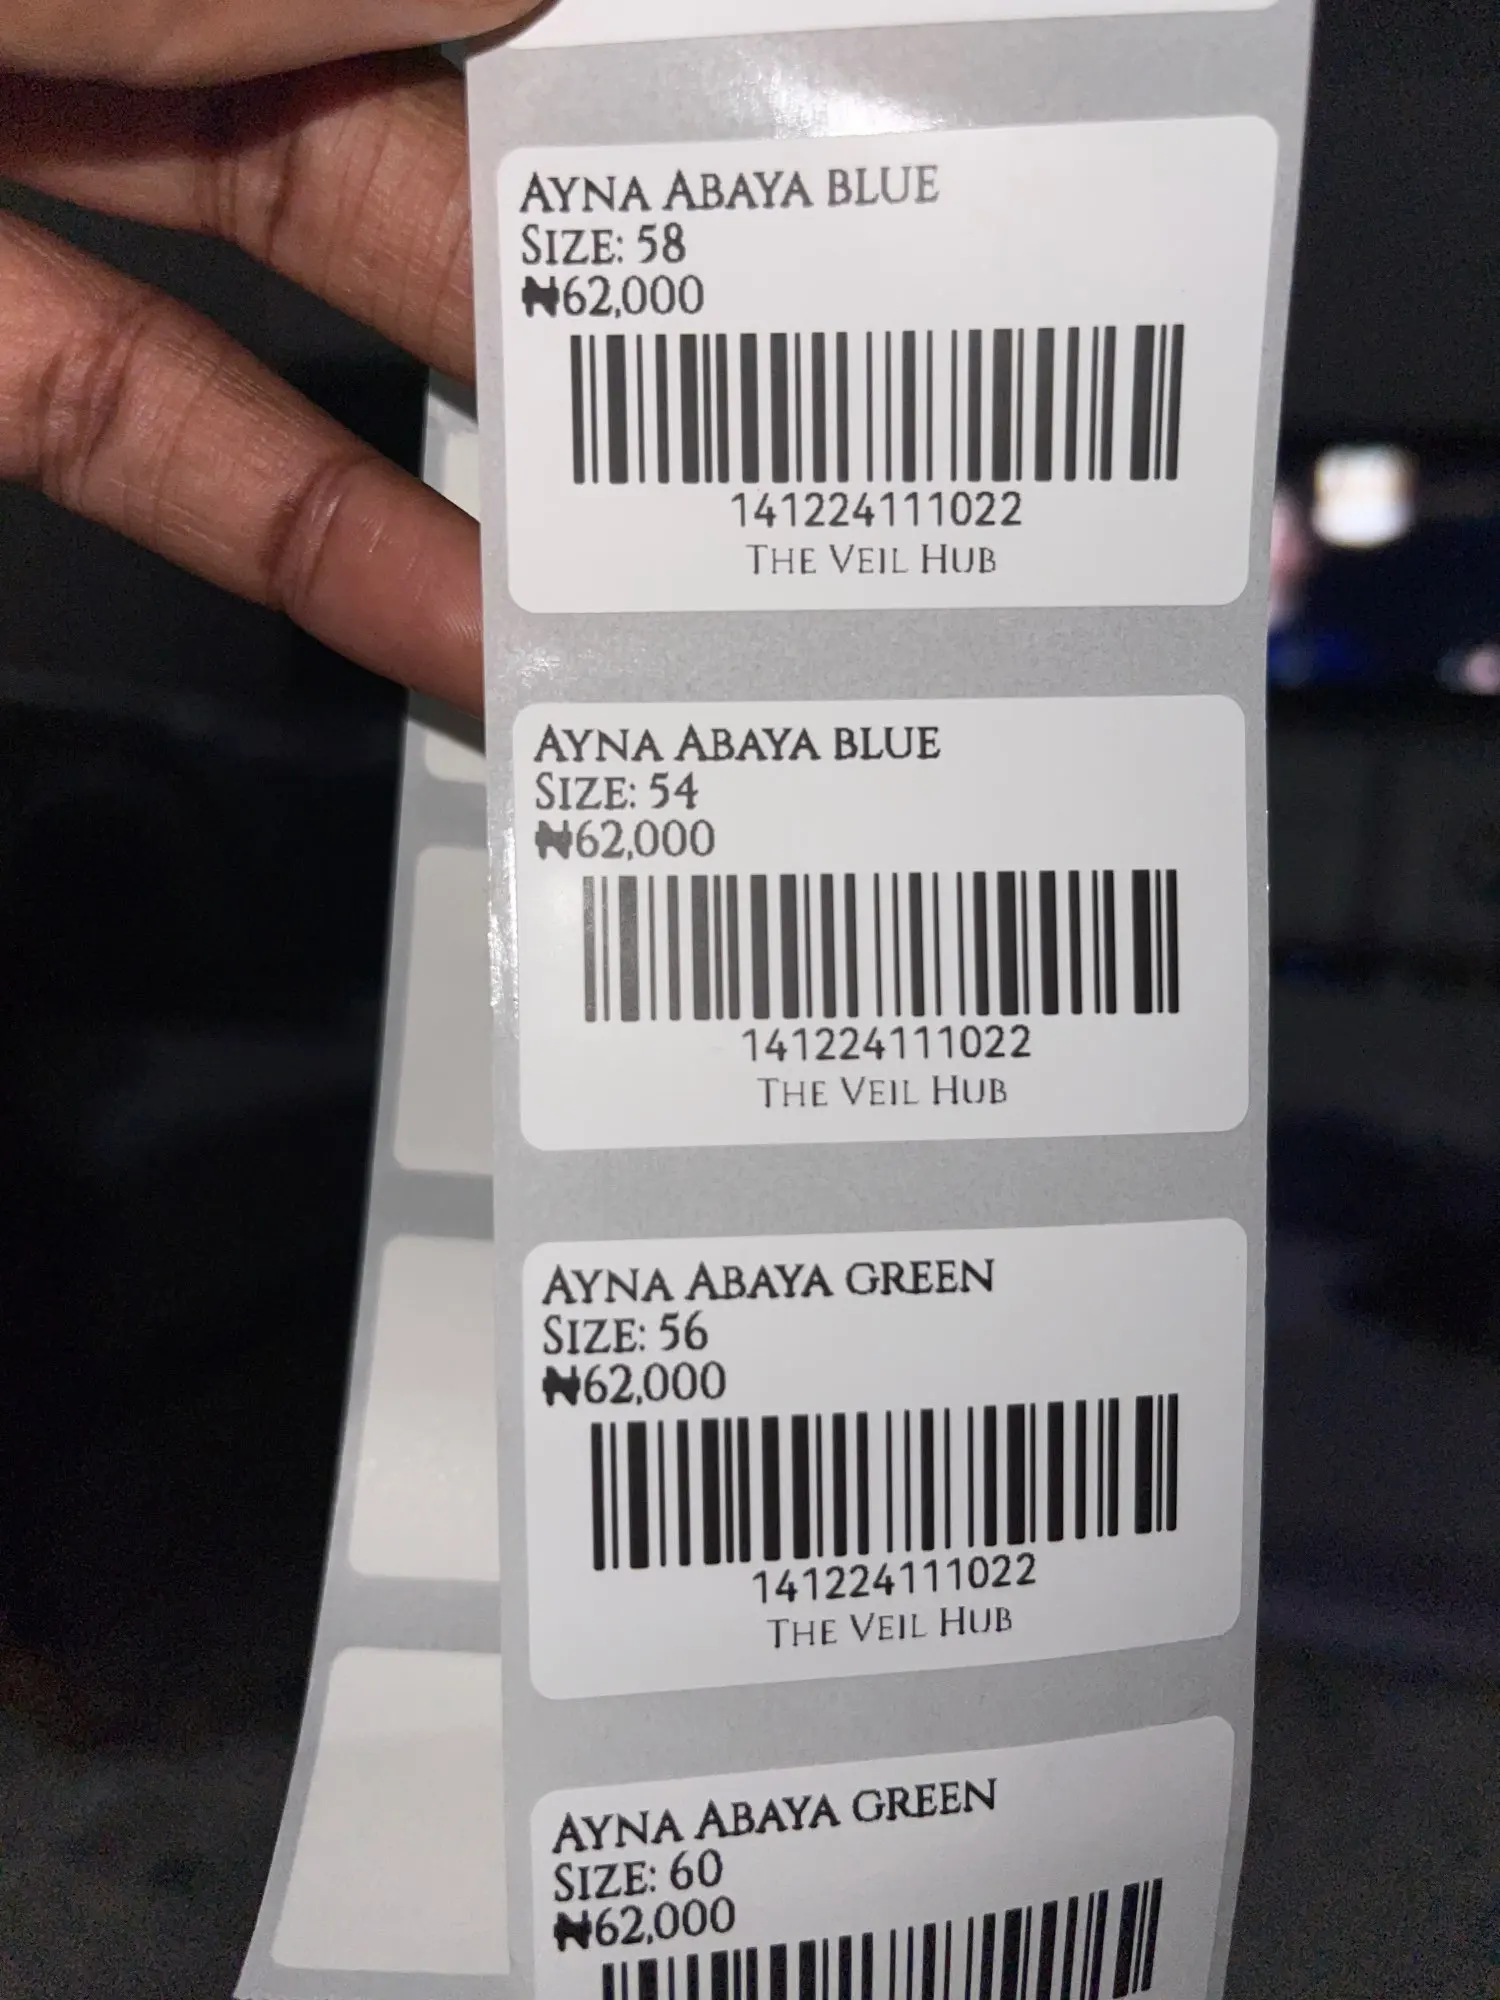 AYNA ABAYA BLUE
SIZE: 58
₦62,000
141224111022
THE VEIL HUB
AYNA ABAYA BLUE
SIZE: 54
₦62,000
141224111022
THE VEIL HUB
AYNA ABAYA GREEN
SIZE: 56
₦62,000
141224111022
THE VEIL HUB
AYNA ABAYA GREEN
SIZE: 60
₦62,000